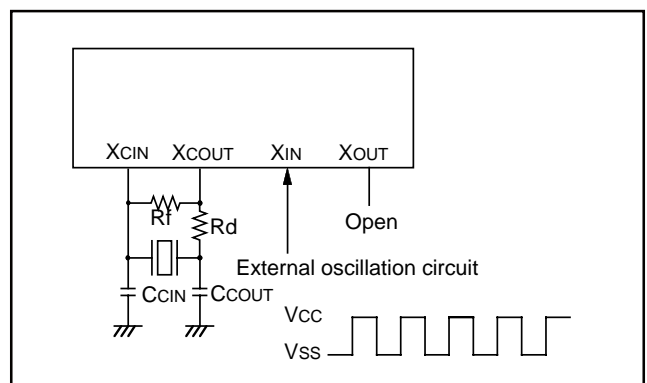 XCIN XCOUT XIN XOUT
Rf
Rd
Open
External oscillation circuit
CCIN CCOUT
VCC
VSS